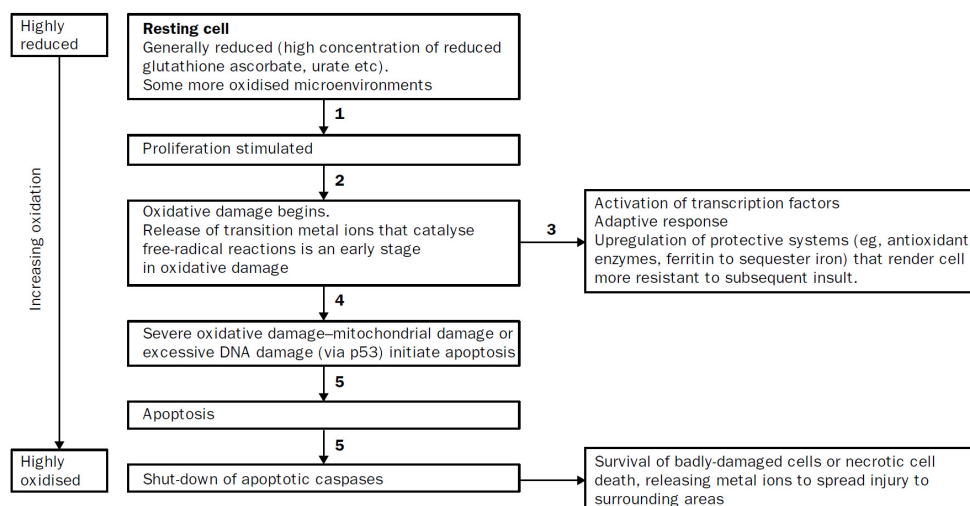 Highly
reduced
Resting cell
Generally reduced (high concentration of reduced
glutathione ascorbate, urate etc).
Some more oxidised microenvironments
1
Proliferation stimulated
2
Increasing oxidation
Oxidative damage begins.
Release of transition metal ions that catalyse
free-radical reactions is an early stage
in oxidative damage
3
Activation of transcription factors
Adaptive response
Upregulation of protective systems (eg, antioxidant
enzymes, ferritin to sequester iron) that render cell
more resistant to subsequent insult.
4
Severe oxidative damage–mitochondrial damage or
excessive DNA damage (via p53) initiate apoptosis
5
Apoptosis
5
Highly
oxidised
Shut-down of apoptotic caspases
Survival of badly-damaged cells or necrotic cell
death, releasing metal ions to spread injury to
surrounding areas